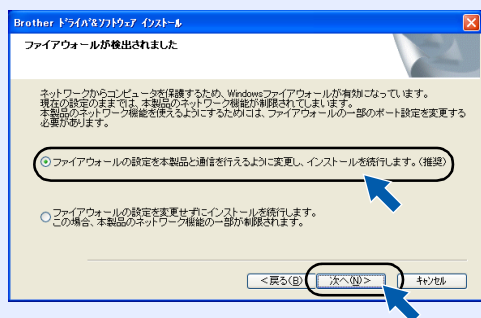 Brother ﾄﾞﾗｲﾊﾞ&ｿﾌﾄｳｪｱ ｲﾝｽﾄｰﾙ
ファイアウォールが検出されました
ネットワークからコンピュータを保護するため、Windowsファイアウォールが有効になっています。
現在の設定のままでは、本製品のネットワーク機能が制限されてしまいます。
本製品のネットワーク機能を使えるようにするためには、ファイアウォールの一部のポート設定を変更する
必要があります。
ファイアウォールの設定を本製品と通信を行えるように変更し、インストールを続行します。(推奨)
ファイアウォールの設定を変更せずにインストールを続行します。
この場合、本製品のネットワーク機能の一部が制限されます。
<戻る(B)
次へ(N)>
ｷｬﾝｾﾙ